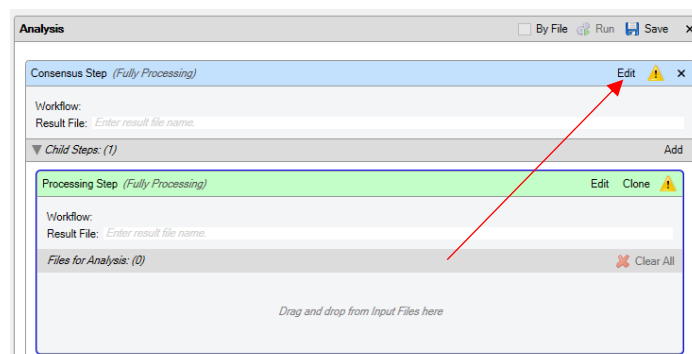 Analysis By File Run Save ×
Consensus Step (Fully Processing) Edit ×
Workflow:
Result File: Enter result file name.
Child Steps: (1) Add
Processing Step (Fully Processing) Edit Clone
Workflow:
Result File: Enter result file name.
Files for Analysis: (0) Clear All
Drag and drop from Input Files here